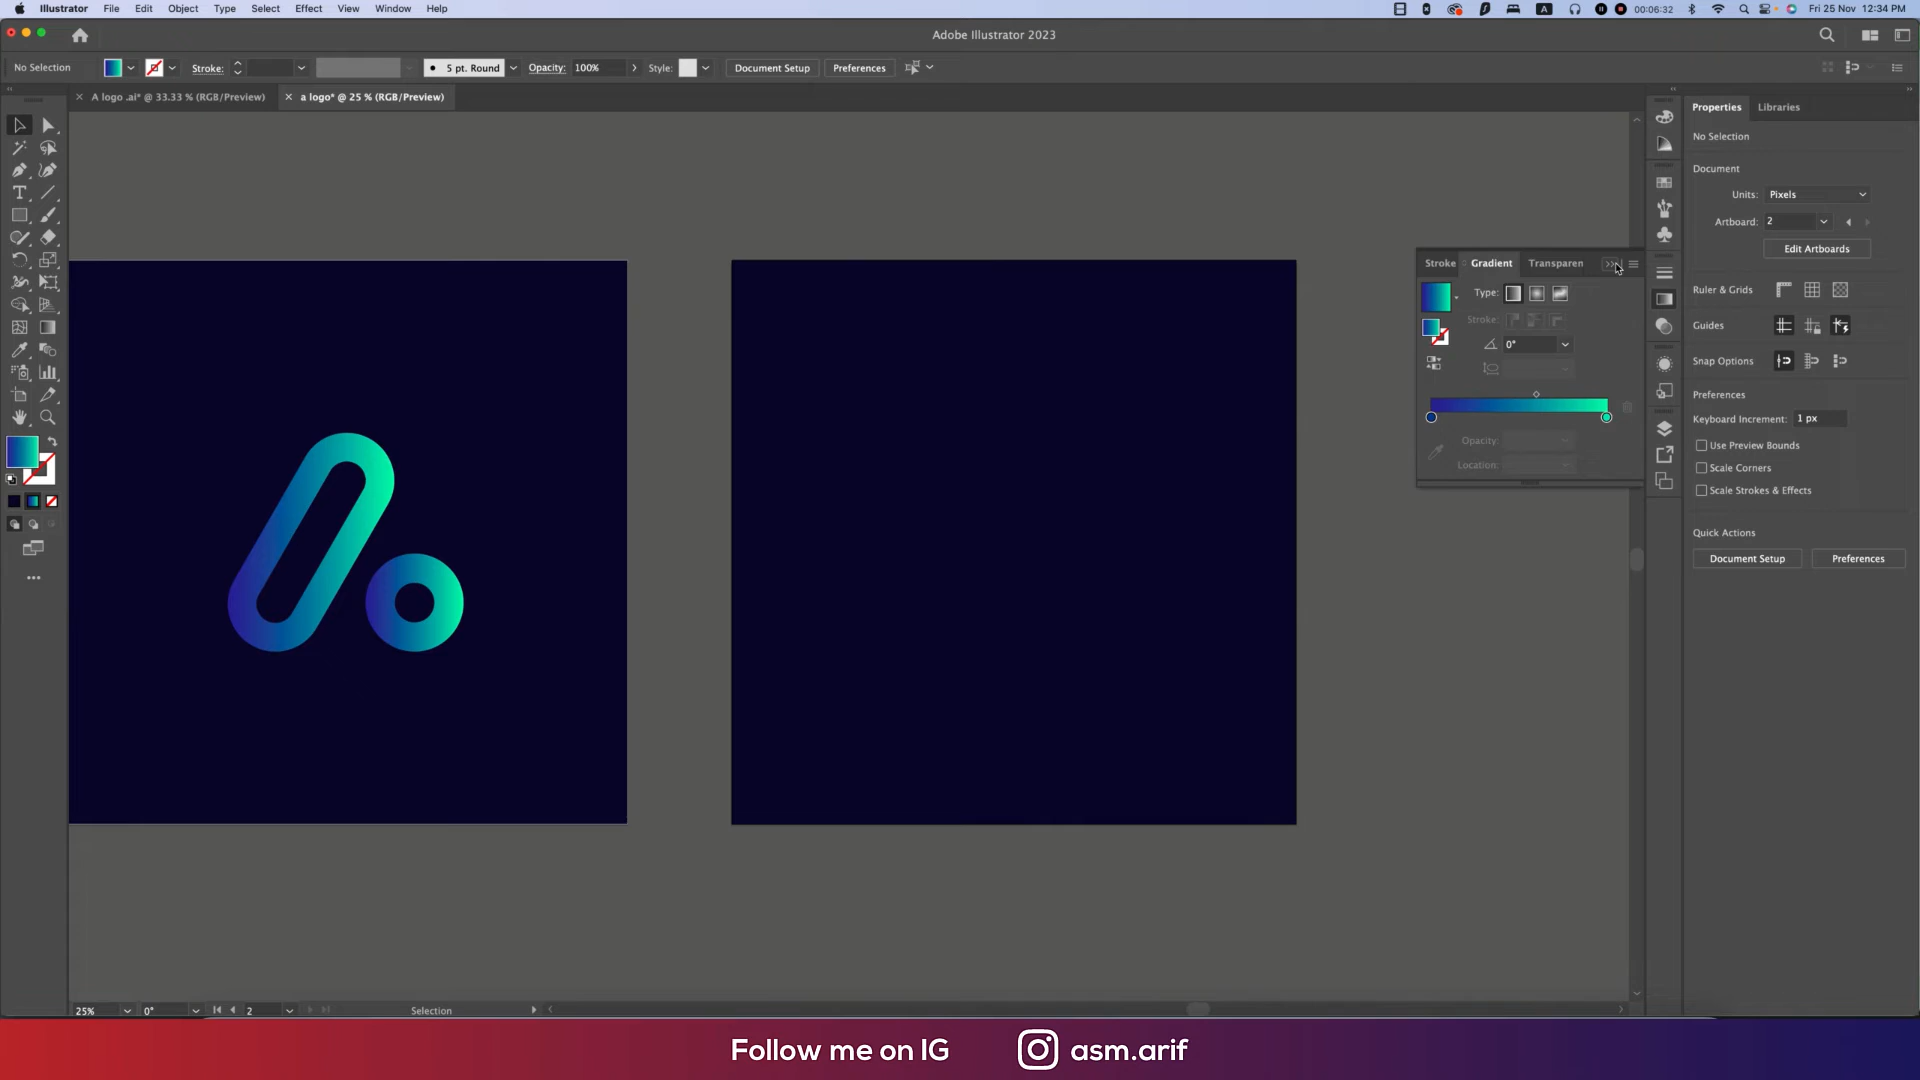 Illustrator File Edit Object Type Select Effect View Window Help
A
00:06:32
Fri 25 Nov 12:34 PM
Adobe Illustrator 2023
No Selection
Stroke:
5 pt. Round
Opacity: 100%
Style:
Document Setup
Preferences
A logo .ai* @ 33.33 % (RGB/Preview)
a logo* @ 25 % (RGB/Preview)
Properties
Libraries
No Selection
Document
Units: Pixels
Artboard: 2
Edit Artboards
Ruler & Grids
Guides
Snap Options
Preferences
Keyboard Increment: 1 px
Use Preview Bounds
Scale Corners
Scale Strokes & Effects
Quick Actions
Document Setup
Preferences
Stroke
Gradient
Transparen
Type:
Stroke:
0°
Opacity:
Location:
25%
0°
2
Selection
Follow me on IG
asm.arif